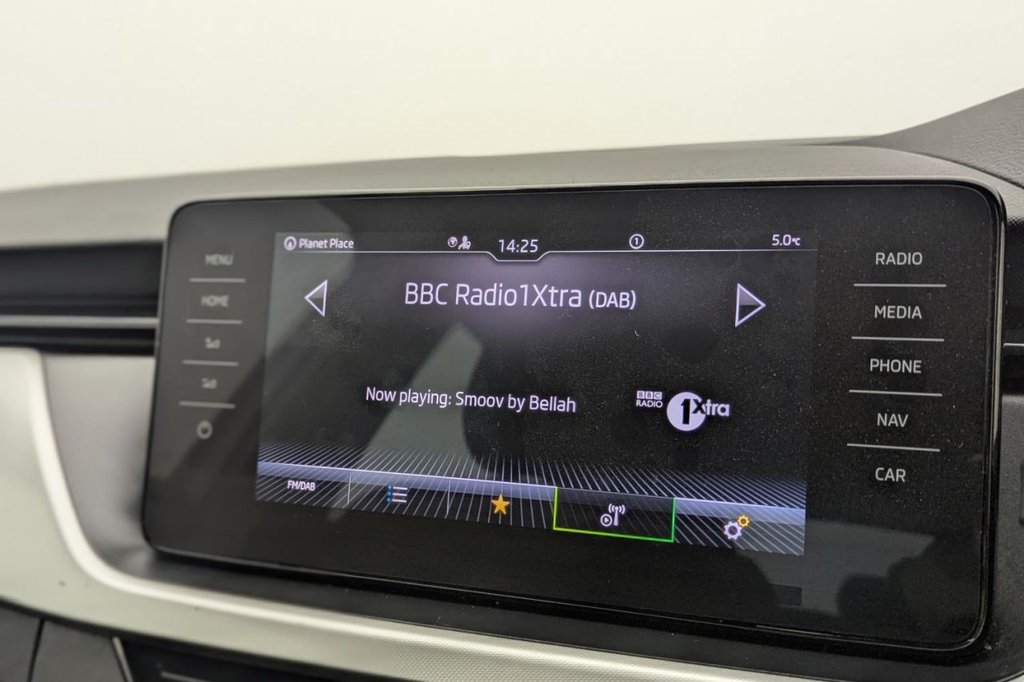 Planet Place 14:25 1 5.0°C
MENU
HOME
BBC Radio1Xtra (DAB)
Now playing: Smoov by Bellah
BBC
RADIO
1Xtra
FM/DAB
RADIO
MEDIA
PHONE
NAV
CAR